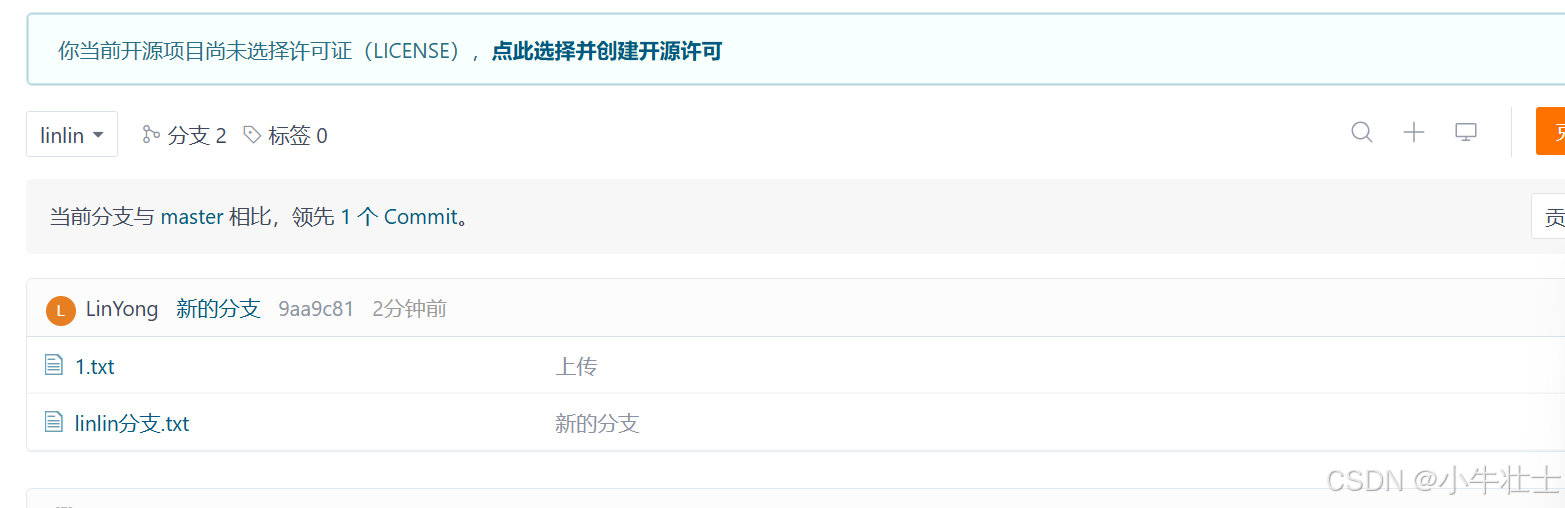 你当前开源项目尚未选择许可证（LICENSE），点此选择并创建开源许可
linlin 分支 2 标签 0
当前分支与 master 相比，领先 1 个 Commit。
L LinYong 新的分支 9aa9c81 2分钟前
1.txt 上传
linlin分支.txt 新的分支
CSDN @小牛壮士